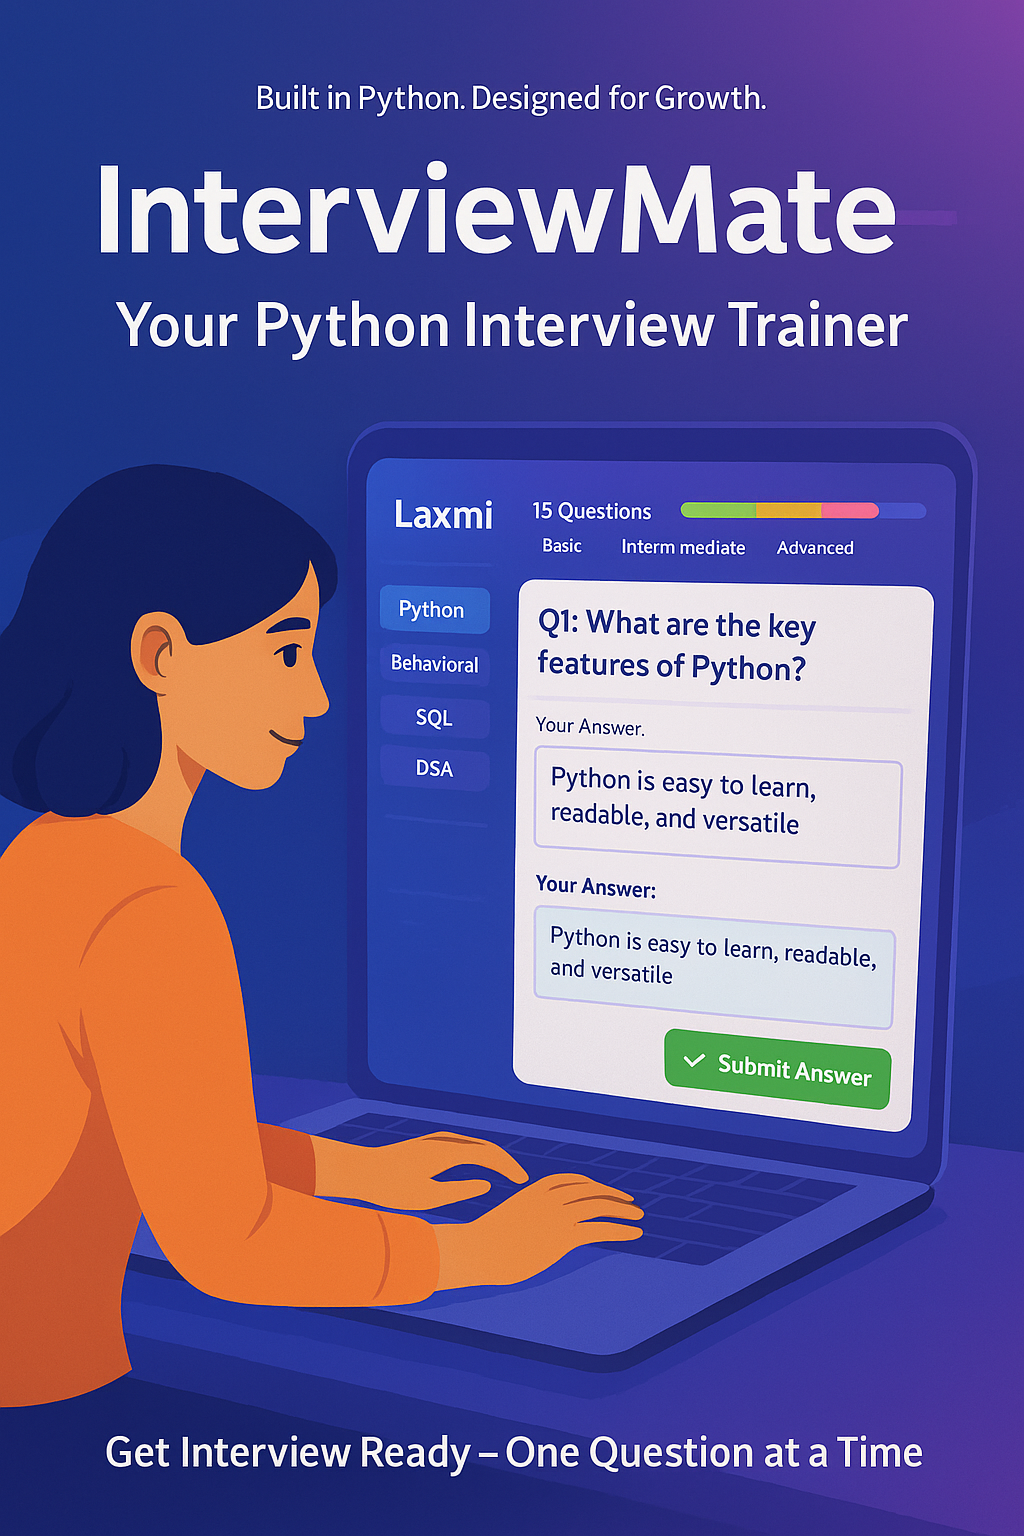 Built in Python. Designed for Growth.
InterviewMate
Your Python Interview Trainer
Laxmi
15 Questions
Basic Interm mediate Advanced
Python
Behavioral
SQL
DSA
Q1: What are the key
features of Python?
Your Answer.
Python is easy to learn,
readable, and versatile
Your Answer:
Python is easy to learn, readable,
and versatile
Submit Answer
Get Interview Ready – One Question at a Time